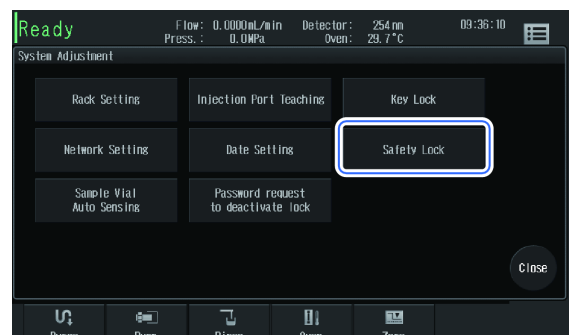 Ready Flow: 0.0000mL/min Detector: 254 nm 09:36:10
Press.: 0.0MPa Oven: 29.7°C
System Adjustment
Rack Setting Injection Port Teaching Key Lock
Network Setting Date Setting Safety Lock
Sample Vial Password request
Auto Sensing to deactivate lock
Close